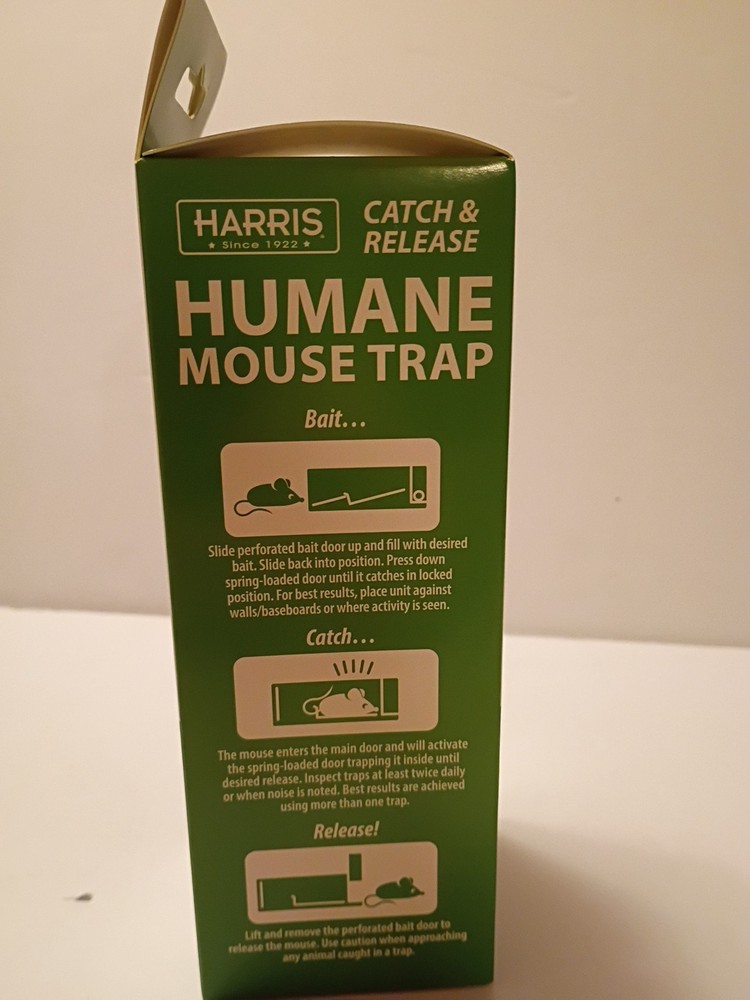 HARRIS
★ Since 1922 ★
CATCH &
RELEASE
HUMANE
MOUSE TRAP
Bait...
Slide perforated bait door up and fill with desired
bait. Slide back into position. Press down
spring-loaded door until it catches in locked
position. For best results, place unit against
walls/baseboards or where activity is seen.
Catch...
The mouse enters the main door and will activate
the spring-loaded door trapping it inside until
desired release. Inspect traps at least twice daily
or when noise is noted. Best results are achieved
using more than one trap.
Release!
Lift and remove the perforated bait door to
release the mouse. Use caution when approaching
any animal caught in a trap.